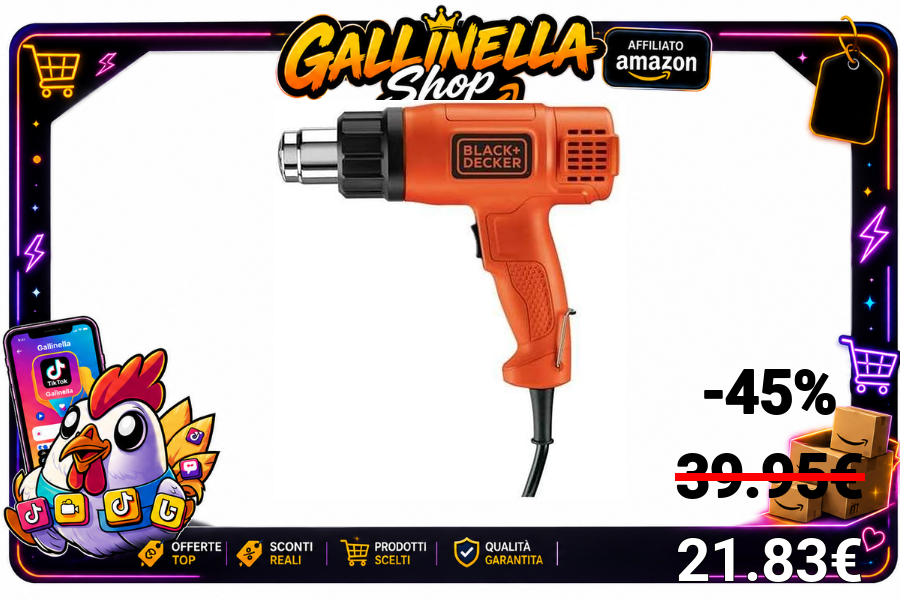 GALLINELLA
Shop
AFFILIATO
amazon
BLACK+
DECKER
Gallinella
TikTok
Gallinella
-45%
39.95€
21.83€
OFFERTE
TOP
SCONTI
REALI
PRODOTTI
SCELTI
QUALITÀ
GARANTITA